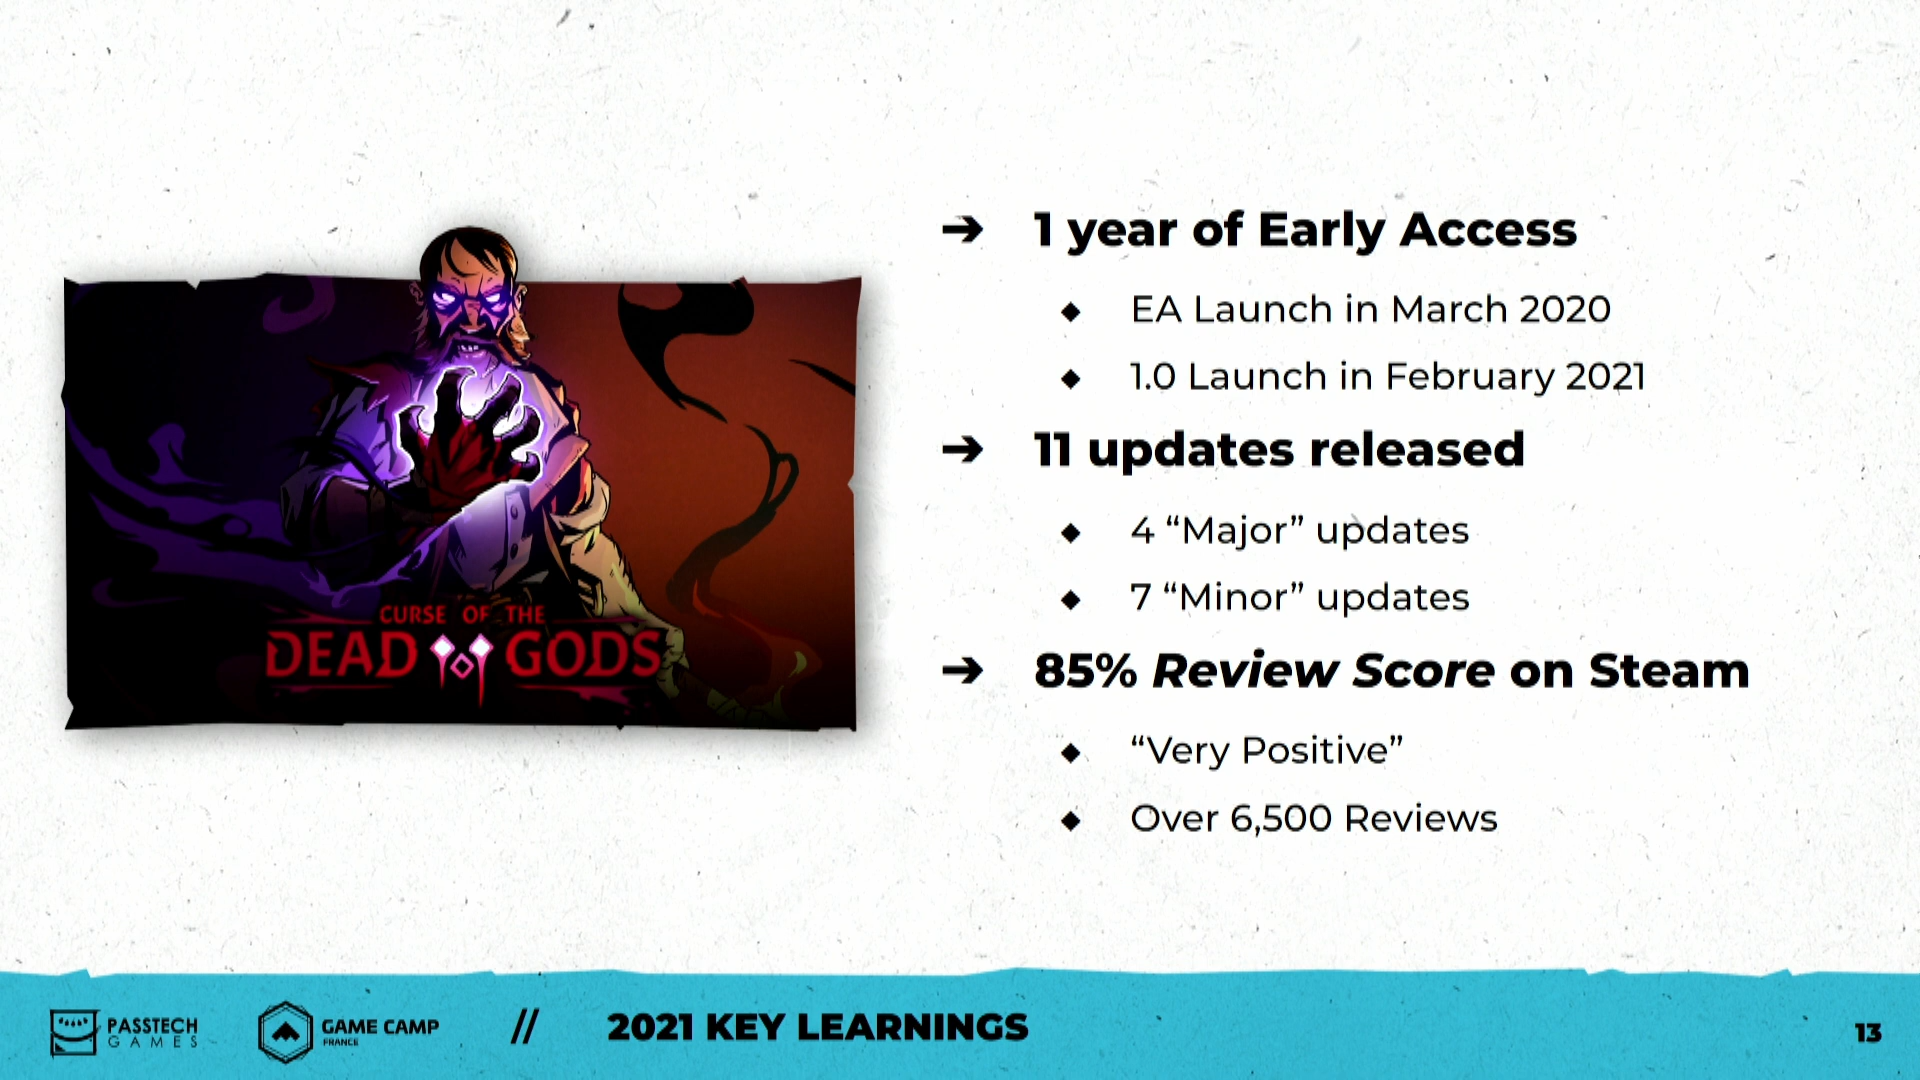 ➔ 1 year of Early Access
◆ EA Launch in March 2020
◆ 1.0 Launch in February 2021
➔ 11 updates released
◆ 4 “Major” updates
◆ 7 “Minor” updates
➔ 85% Review Score on Steam
◆ “Very Positive”
◆ Over 6,500 Reviews
CURSE OF THE
DEAD GODS
PASSTECH
GAMES
GAME CAMP
FRANCE
// 2021 KEY LEARNINGS
13